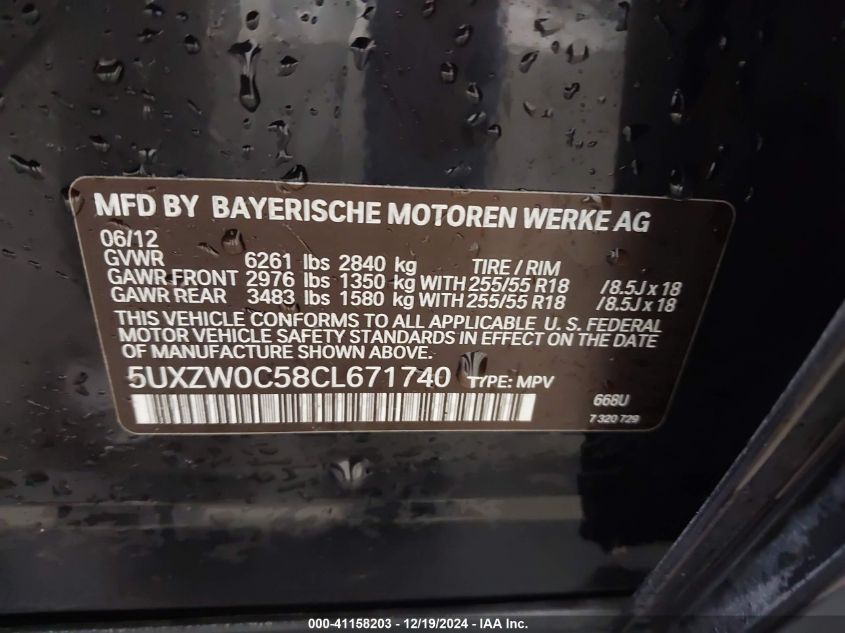 MFD BY BAYERISCHE MOTOREN WERKE AG
06/12
GVWR 6261 lbs 2840 kg TIRE / RIM
GAWR FRONT 2976 lbs 1350 kg WITH 255/55 R18 /8.5J x 18
GAWR REAR 3483 lbs 1580 kg WITH 255/55 R18 /8.5J x 18
THIS VEHICLE CONFORMS TO ALL APPLICABLE U. S. FEDERAL
MOTOR VEHICLE SAFETY STANDARDS IN EFFECT ON THE DATE
OF MANUFACTURE SHOWN ABOVE.
5UXZW0C58CL671740 TYPE: MPV 668U
7 320 729
000-41158203 - 12/19/2024 - IAA Inc.